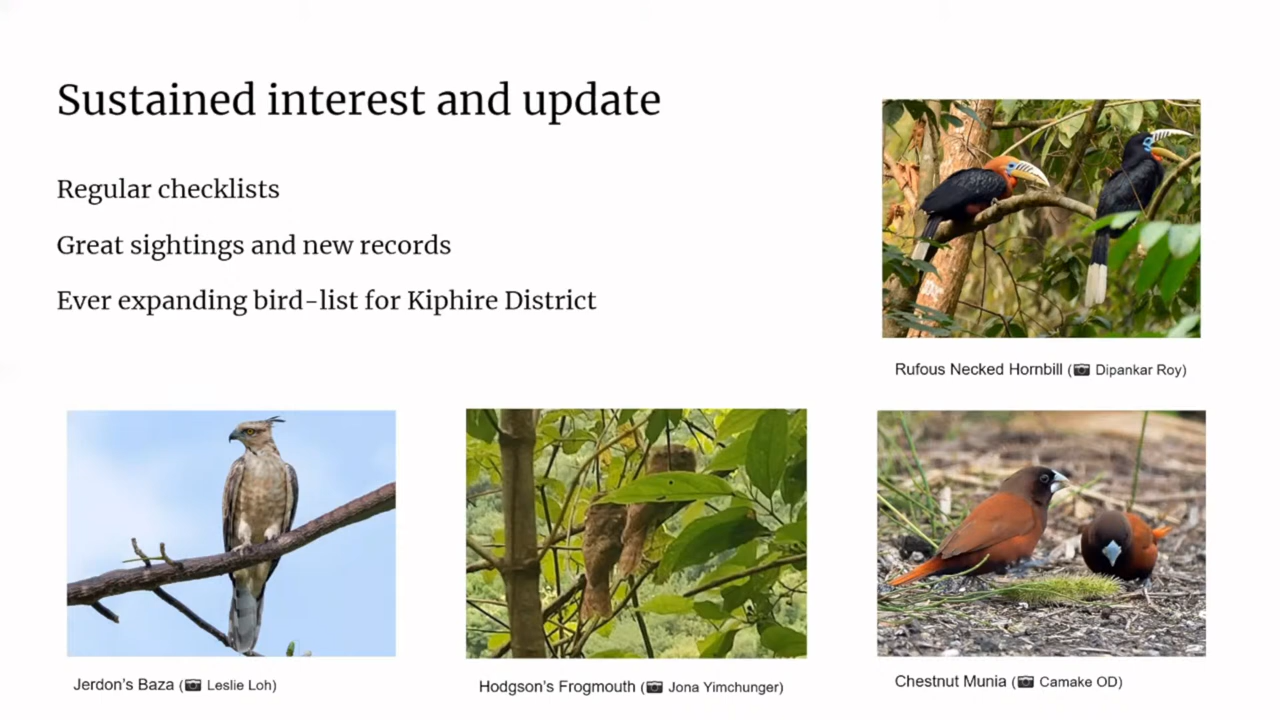 Sustained interest and update
Regular checklists
Great sightings and new records
Ever expanding bird-list for Kiphire District
Rufous Necked Hornbill (📷 Dipankar Roy)
Jerdon's Baza (📷 Leslie Loh)
Hodgson's Frogmouth (📷 Jona Yimchunger)
Chestnut Munia (📷 Camake OD)